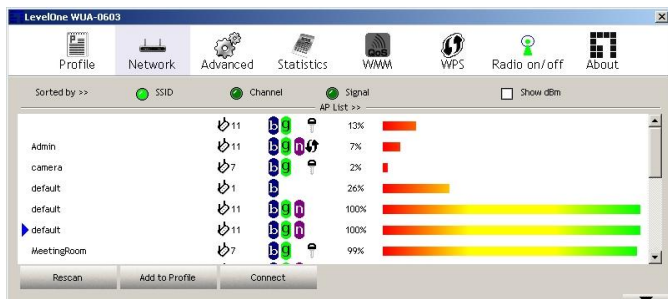 LevelOne WUA-0603
Profile Network Advanced Statistics QoS WMM WPS Radio on/off About
Sorted by >> SSID Channel Signal Show dBm
AP List >>
11 b g 13%
Admin 11 b g n 7%
camera 7 b g 2%
default 1 b 26%
default 11 b g n 100%
default 11 b g n 100%
MeetingRoom 7 b g 99%
Rescan Add to Profile Connect